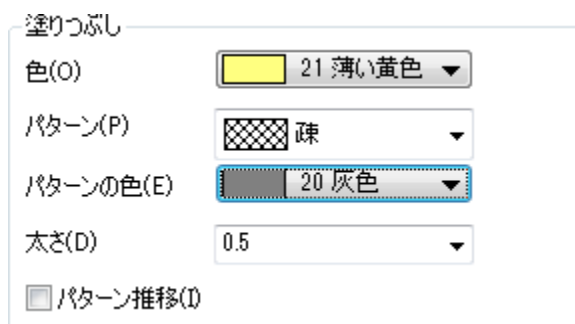 塗りつぶし
色(O) 21 薄い黄色
パターン(P) 疎
パターンの色(E) 20 灰色
太さ(D) 0.5
パターン推移(I)